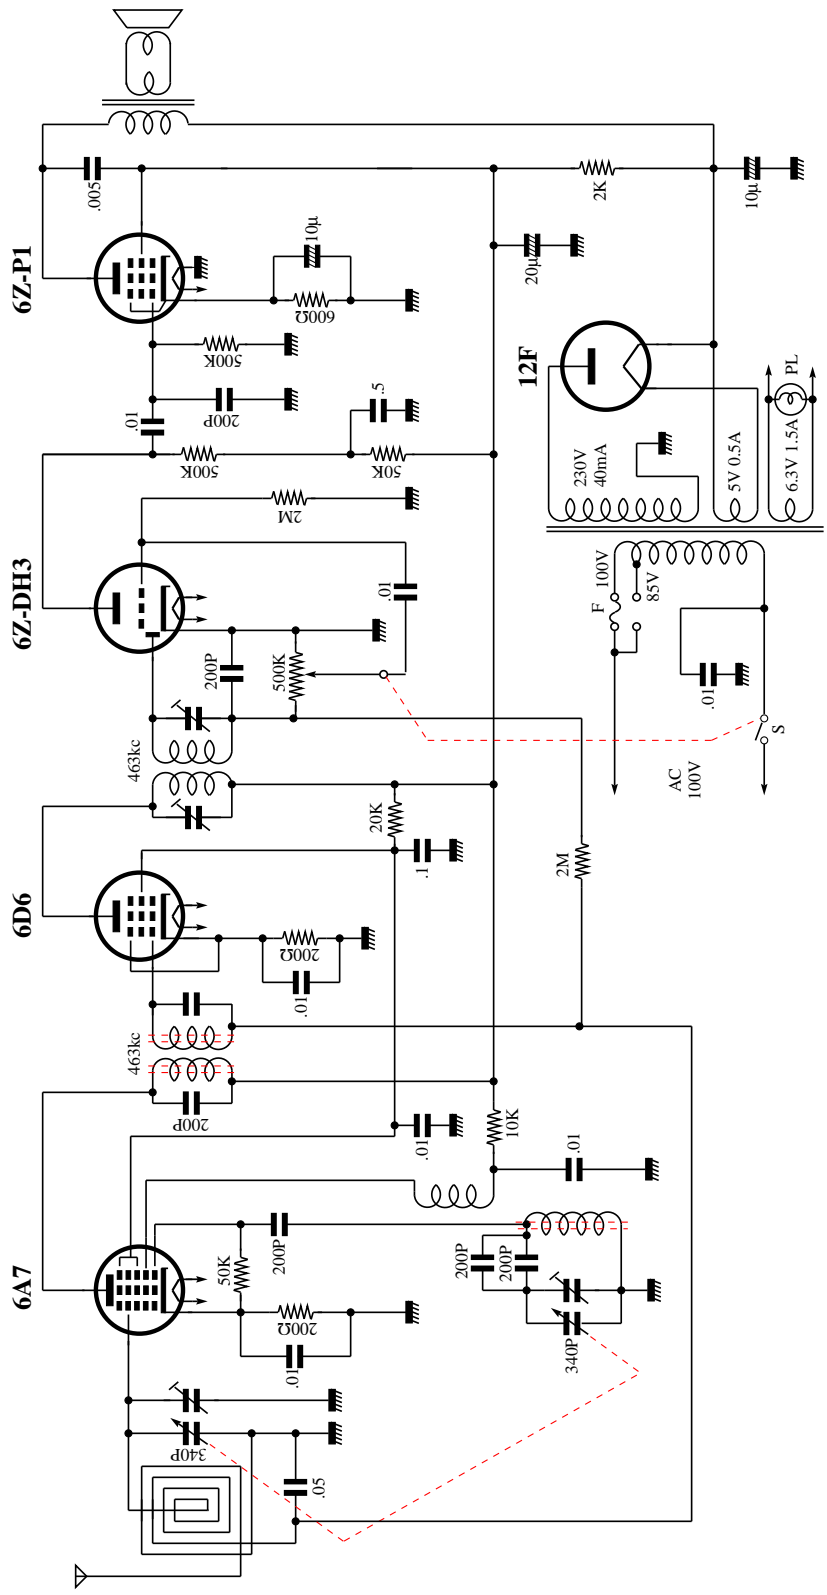 6A7
6D6
6Z-DH3
6Z-P1
463kc
463kc
.01
.005
340P
.05
.01
200Ω
50K
200P
200P
.01
200Ω
20K
.1
200P
500K
.01
2M
500K
50K
.5
200P
500K
600Ω
10µ
.01
10K
.01
200P
200P
340P
2M
20µ
2K
10µ
12F
230V
40mA
5V 0.5A
6.3V 1.5A
PL
F
100V
85V
.01
S
AC
100V